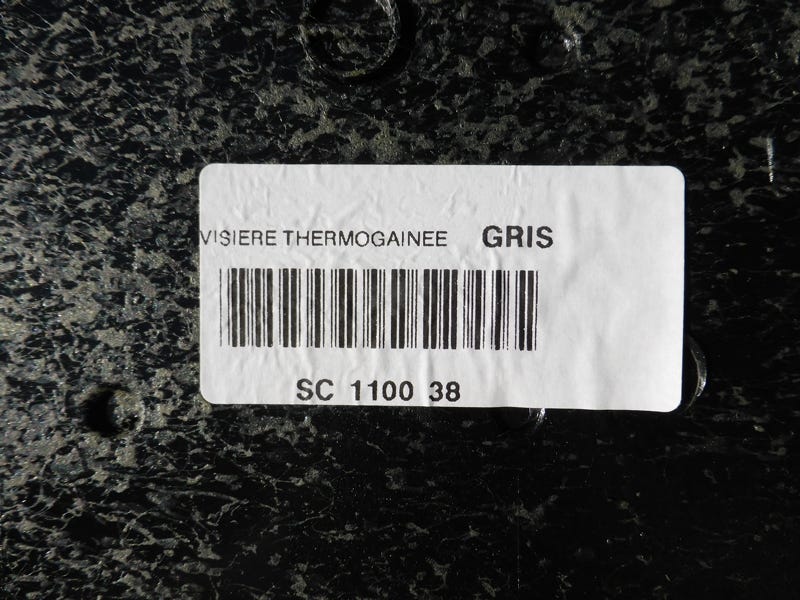 VISIERE THERMOGAINEE GRIS
SC 1100 38